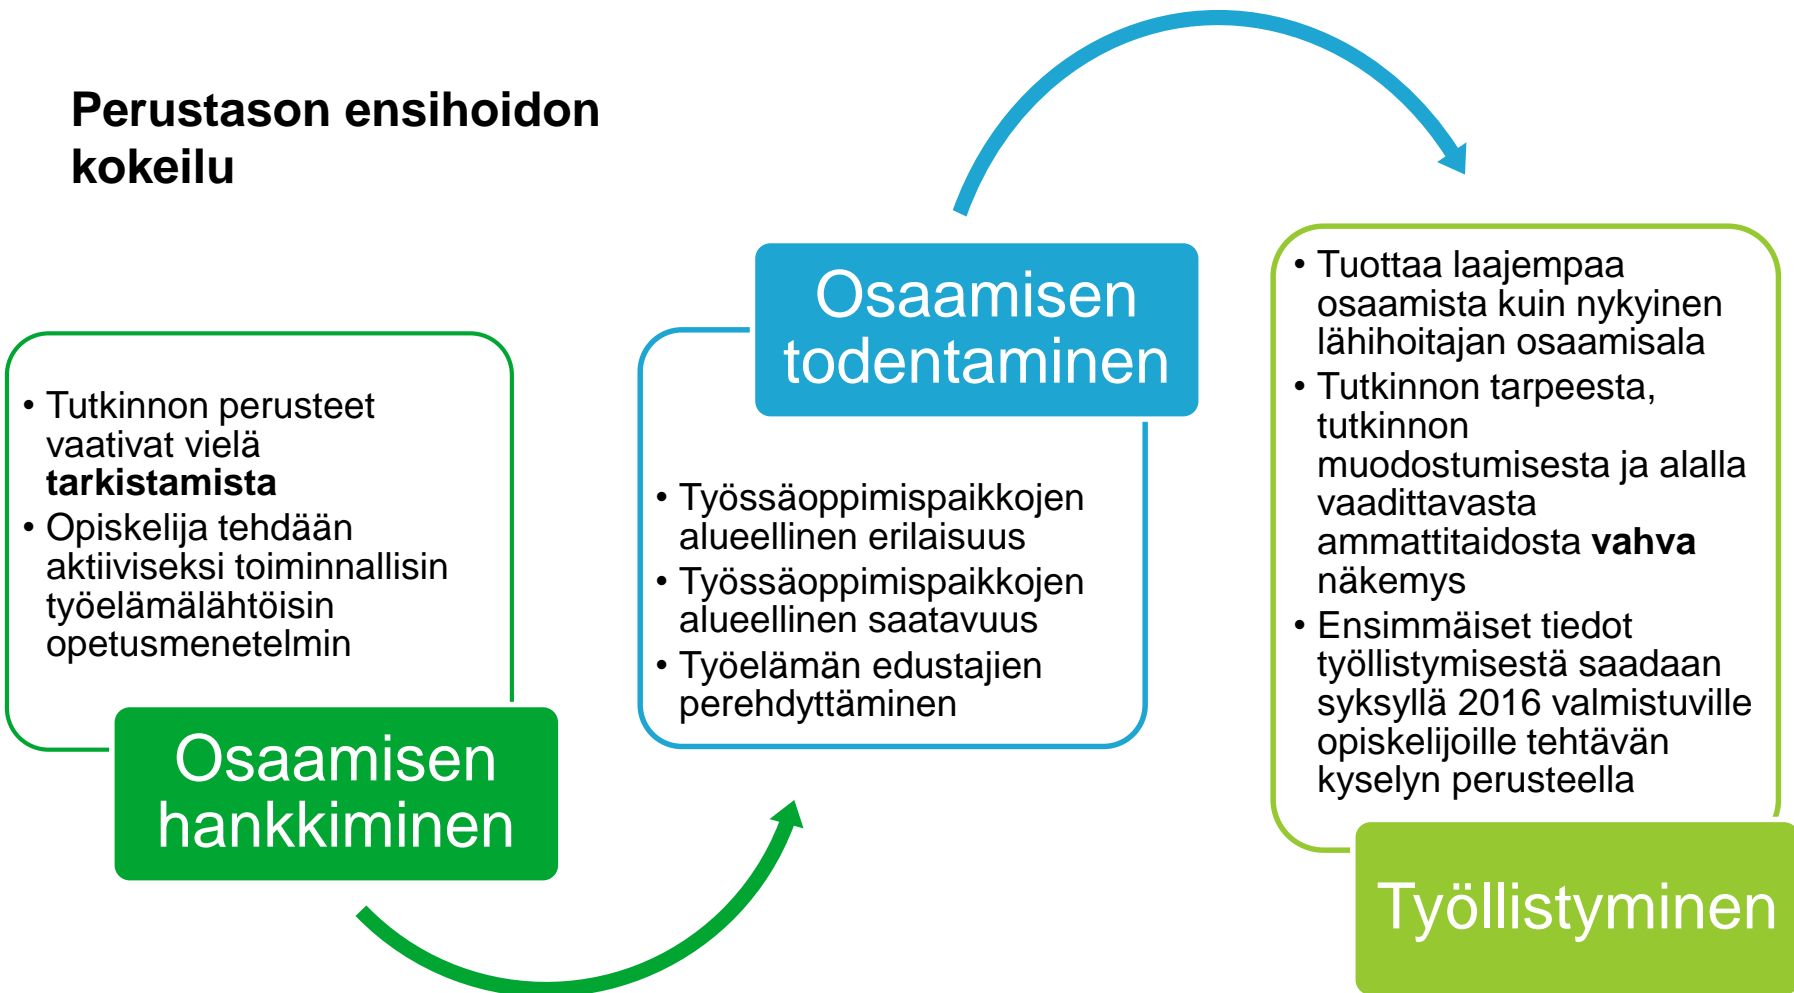 Perustason ensihoidon
kokeilu
• Tutkinnon perusteet
vaativat vielä
tarkistamista
• Opiskelija tehdään
aktiiviseksi toiminnallisin
työelämälähtöisin
opetusmenetelmin
Osaamisen
hankkiminen
Osaamisen
todentaminen
• Työssäoppimispaikkojen
alueellinen erilaisuus
• Työssäoppimispaikkojen
alueellinen saatavuus
• Työelämän edustajien
perehdyttäminen
• Tuottaa laajempaa
osaamista kuin nykyinen
lähihoitajan osaamisala
• Tutkinnon tarpeesta,
tutkinnon
muodostumisesta ja alalla
vaadittavasta
ammattitaidosta vahva
näkemys
• Ensimmäiset tiedot
työllistymisestä saadaan
syksyllä 2016 valmistuville
opiskelijoille tehtävän
kyselyn perusteella
Työllistyminen